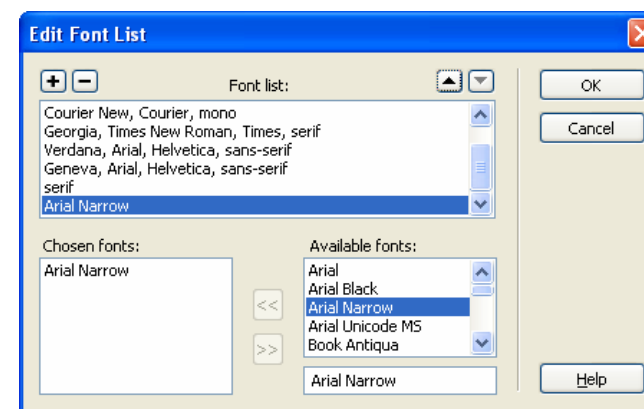 Edit Font List
Font list:
Courier New, Courier, mono
Georgia, Times New Roman, Times, serif
Verdana, Arial, Helvetica, sans-serif
Geneva, Arial, Helvetica, sans-serif
serif
Arial Narrow
OK
Cancel
Chosen fonts:
Arial Narrow
<<
>>
Available fonts:
Arial
Arial Black
Arial Narrow
Arial Unicode MS
Book Antiqua
Arial Narrow
Help